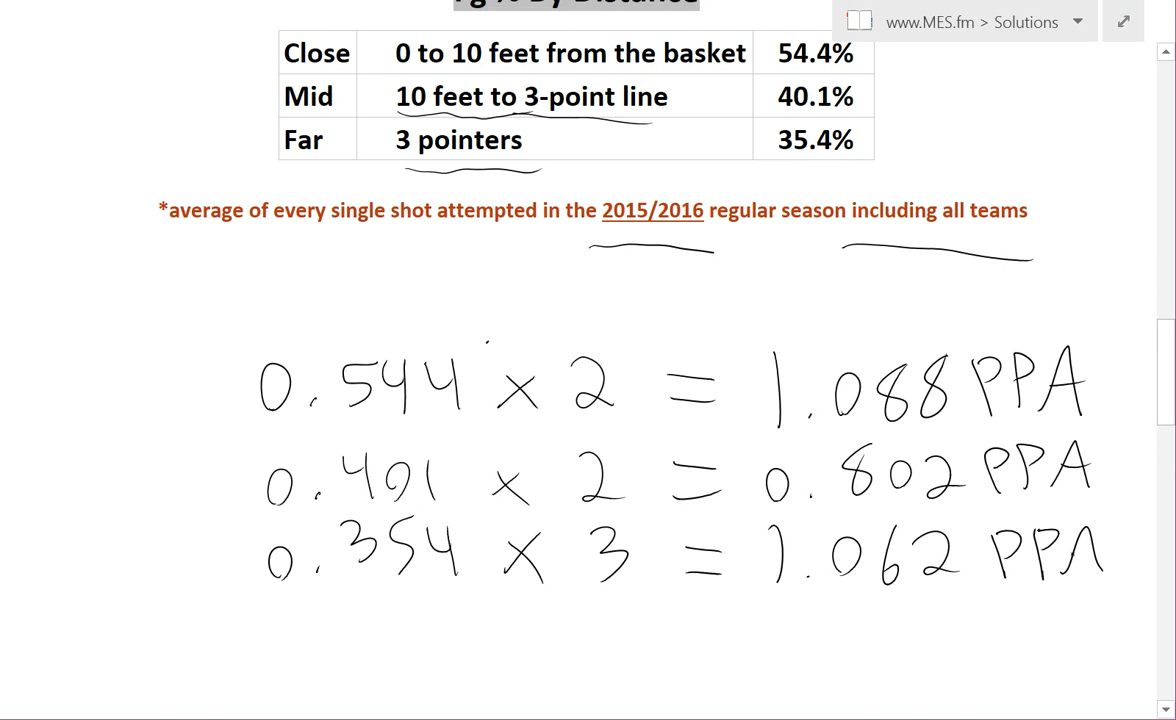 Fg % By Distance
www.MES.fm > Solutions
Close 0 to 10 feet from the basket 54.4%
Mid 10 feet to 3-point line 40.1%
Far 3 pointers 35.4%
*average of every single shot attempted in the 2015/2016 regular season including all teams
0.544 x 2 = 1.088 PPA
0.401 x 2 = 0.802 PPA
0.354 x 3 = 1.062 PPA